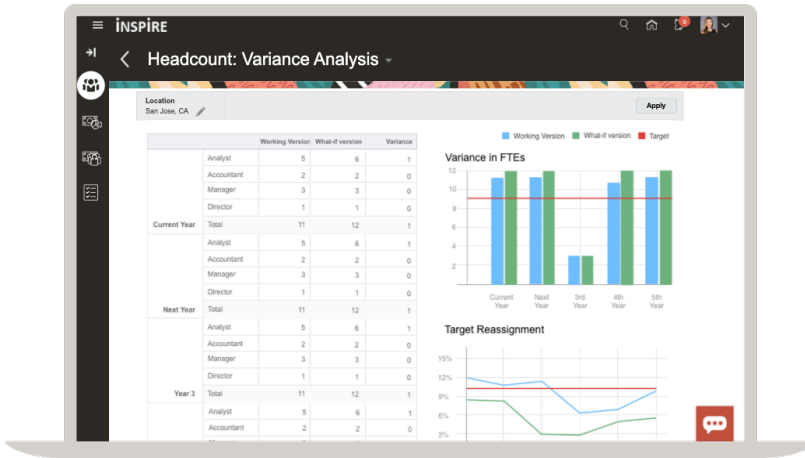 iNSPiRE
8
Headcount: Variance Analysis
Location
San Jose, CA
Apply
Working Version What-if version Variance
Analyst 5 6 1
Accountant 2 2 0
Manager 3 3 0
Director 1 1 0
Current Year Total 11 12 1
Analyst 5 6 1
Accountant 2 2 0
Manager 3 3 0
Director 1 1 0
Next Year Total 11 12 1
Analyst 5 6 1
Accountant 2 2 0
Manager 3 3 0
Director 1 1 0
Year 3 Total 11 12 1
Analyst 5 6 1
Accountant 2 2 0
Working Version What-if version Target
Variance in FTEs
12
10
8
6
4
2
Current Year
Next Year
3rd Year
4th Year
5th Year
Target Reassignment
15%
12%
9%
6%
3%